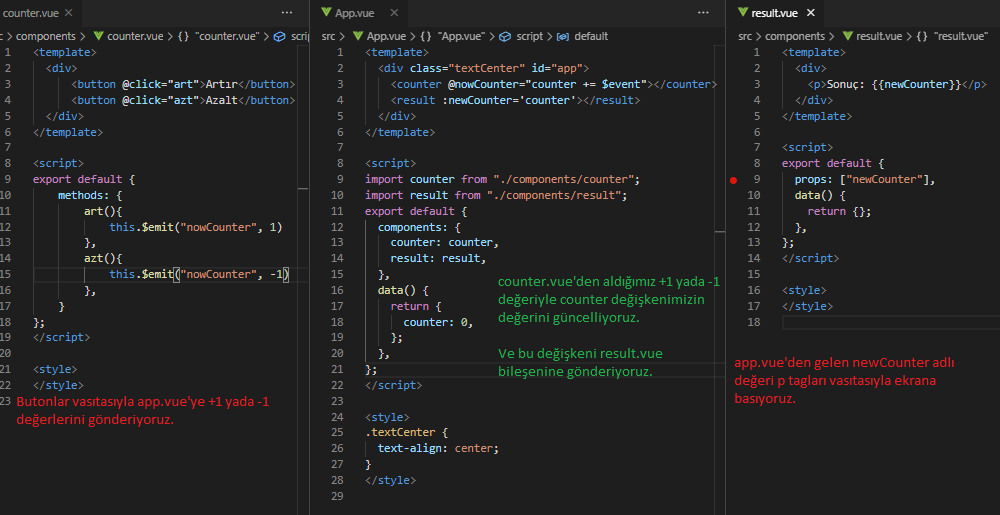 counter.vue ×
···
c > components > counter.vue > {} "counter.vue" > scri
1 <template>
2 <div>
3 <button @click="art">Artır</button>
4 <button @click="azt">Azalt</button>
5 </div>
6 </template>
7
8 <script>
9 export default {
10 methods: {
11 art(){
12 this.$emit("nowCounter", 1)
13 },
14 azt(){
15 this.$emit("nowCounter", -1)
16 },
17 }
18 };
19 </script>
20
21 <style>
22 </style>
23
Butonlar vasıtasıyla app.vue'ye +1 yada -1
değerlerini gönderiyoruz.
App.vue ×
···
src > App.vue > {} "App.vue" > script > default
1 <template>
2 <div class="textCenter" id="app">
3 <counter @nowCounter="counter += $event"></counter>
4 <result :newCounter='counter'></result>
5 </div>
6 </template>
7
8 <script>
9 import counter from "./components/counter";
10 import result from "./components/result";
11 export default {
12 components: {
13 counter: counter,
14 result: result,
15 },
16 data() {
17 return {
18 counter: 0,
19 };
20 },
21 };
22 </script>
23
24 <style>
25 .textCenter {
26 text-align: center;
27 }
28 </style>
29
counter.vue'den aldığımız +1 yada -1
değeriyle counter değişkenimizin
değerini güncelliyoruz.
Ve bu değişkeni result.vue
bileşenine gönderiyoruz.
result.vue ×
src > components > result.vue > {} "result.vue"
1 <template>
2 <div>
3 <p>Sonuç: {{newCounter}}</p>
4 </div>
5 </template>
6
7 <script>
8 export default {
9 props: ["newCounter"],
10 data() {
11 return {};
12 },
13 };
14 </script>
15
16 <style>
17 </style>
18
app.vue'den gelen newCounter adlı
değeri p tagları vasıtasıyla ekrana
basıyoruz.